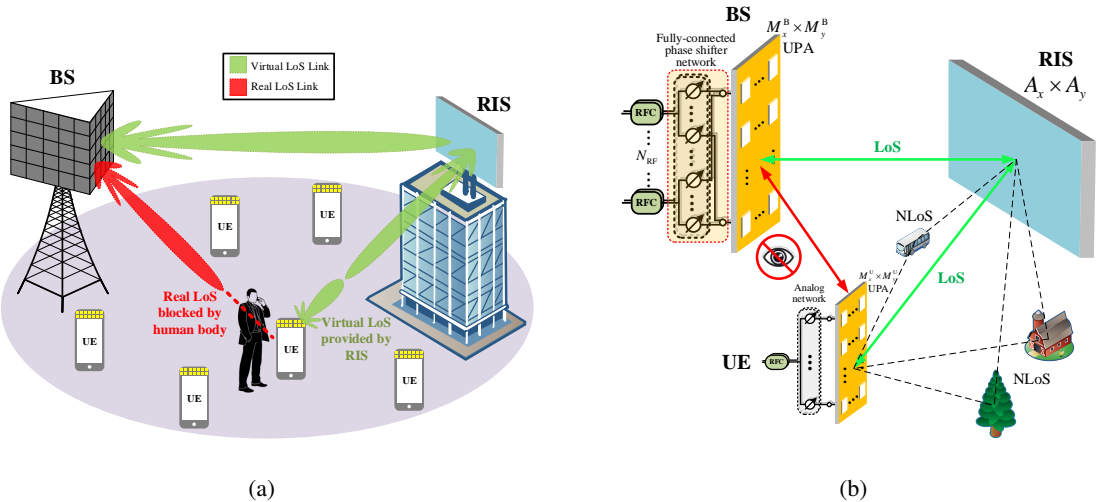 Virtual LoS Link
Real LoS Link
BS
RIS
UE
UE
UE
UE
UE
UE
Real LoS
blocked by
human body
Virtual LoS
provided by
RIS
(a)
BS
M_x^B × M_y^B
UPA
Fully-connected
phase shifter
network
RFC
N_RF
RFC
RIS
A_x × A_y
LoS
NLoS
LoS
M_x^U × M_y^U
UPA
Analog
network
UE
RFC
NLoS
(b)